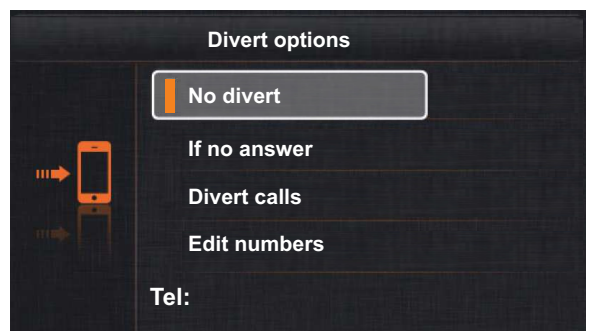 Divert options
No divert
If no answer
Divert calls
Edit numbers
Tel: